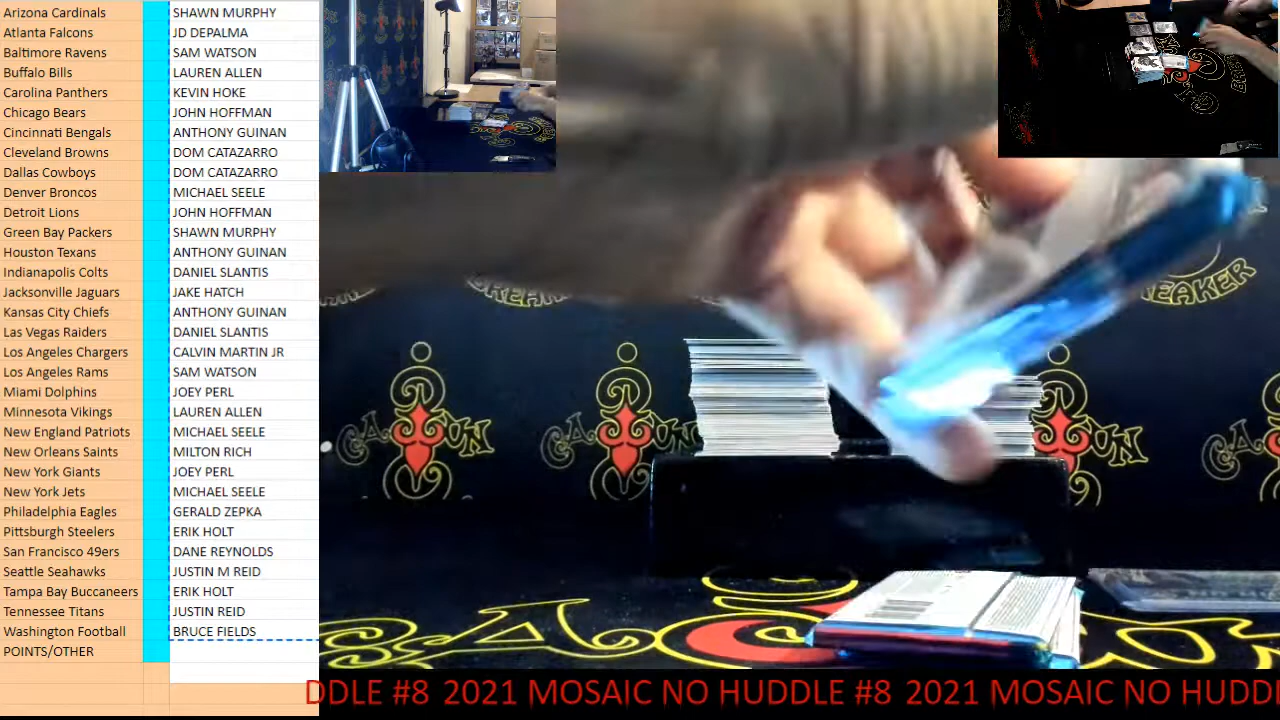 Arizona Cardinals SHAWN MURPHY
Atlanta Falcons JD DEPALMA
Baltimore Ravens SAM WATSON
Buffalo Bills LAUREN ALLEN
Carolina Panthers KEVIN HOKE
Chicago Bears JOHN HOFFMAN
Cincinnati Bengals ANTHONY GUINAN
Cleveland Browns DOM CATAZARRO
Dallas Cowboys DOM CATAZARRO
Denver Broncos MICHAEL SEELE
Detroit Lions JOHN HOFFMAN
Green Bay Packers SHAWN MURPHY
Houston Texans ANTHONY GUINAN
Indianapolis Colts DANIEL SLANTIS
Jacksonville Jaguars JAKE HATCH
Kansas City Chiefs ANTHONY GUINAN
Las Vegas Raiders DANIEL SLANTIS
Los Angeles Chargers CALVIN MARTIN JR
Los Angeles Rams SAM WATSON
Miami Dolphins JOEY PERL
Minnesota Vikings LAUREN ALLEN
New England Patriots MICHAEL SEELE
New Orleans Saints MILTON RICH
New York Giants JOEY PERL
New York Jets MICHAEL SEELE
Philadelphia Eagles GERALD ZEPKA
Pittsburgh Steelers ERIK HOLT
San Francisco 49ers DANE REYNOLDS
Seattle Seahawks JUSTIN M REID
Tampa Bay Buccaneers ERIK HOLT
Tennessee Titans JUSTIN REID
Washington Football BRUCE FIELDS
POINTS/OTHER
DDLE #8 2021 MOSAIC NO HUDDLE #8 2021 MOSAIC NO HUDD